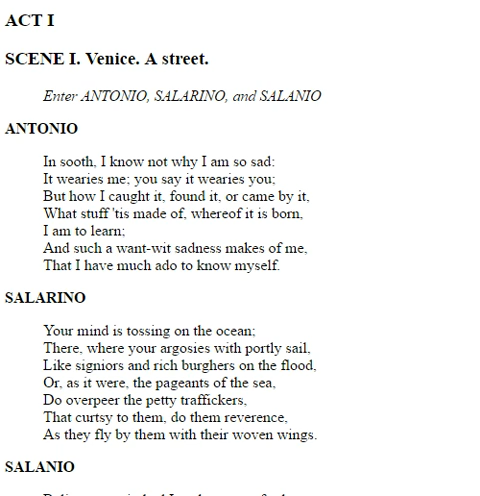 ACT I
SCENE I. Venice. A street.
Enter ANTONIO, SALARINO, and SALANIO
ANTONIO
In sooth, I know not why I am so sad:
It wearies me; you say it wearies you;
But how I caught it, found it, or came by it,
What stuff 'tis made of, whereof it is born,
I am to learn;
And such a want-wit sadness makes of me,
That I have much ado to know myself.
SALARINO
Your mind is tossing on the ocean;
There, where your argosies with portly sail,
Like signiors and rich burghers on the flood,
Or, as it were, the pageants of the sea,
Do overpeer the petty traffickers,
That curtsy to them, do them reverence,
As they fly by them with their woven wings.
SALANIO